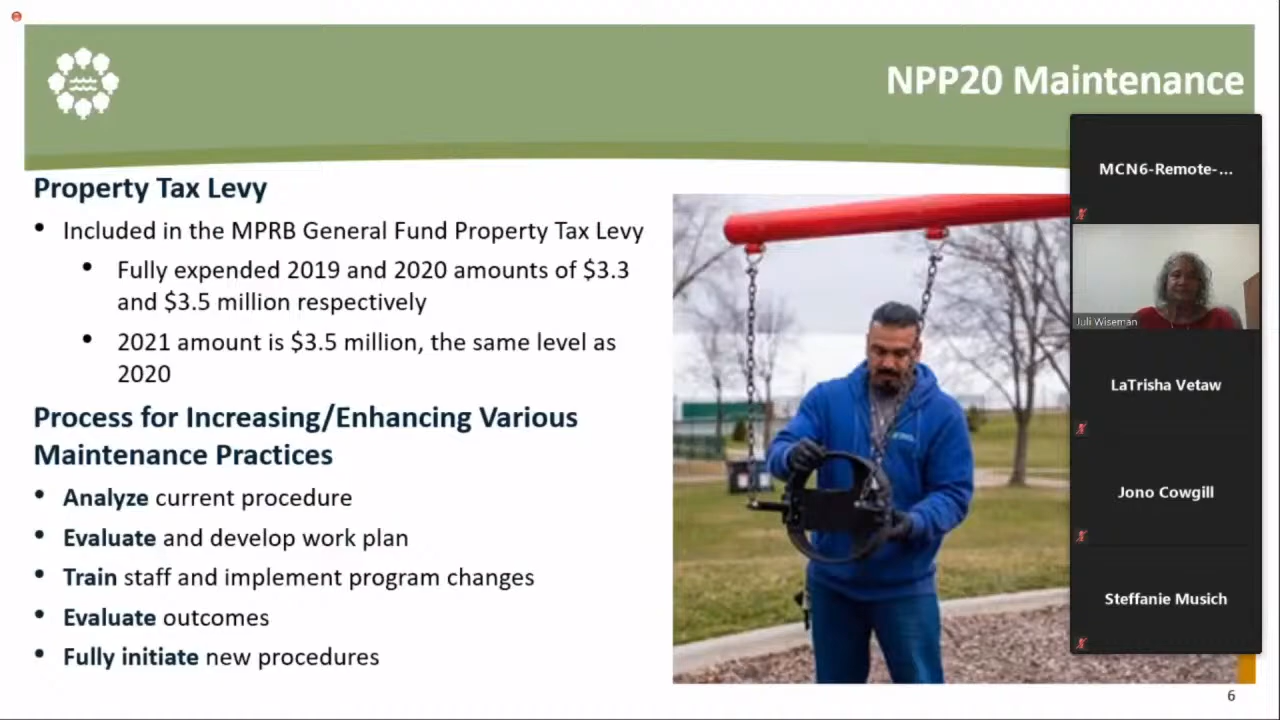 NPP20 Maintenance
Property Tax Levy
• Included in the MPRB General Fund Property Tax Levy
• Fully expended 2019 and 2020 amounts of $3.3
and $3.5 million respectively
• 2021 amount is $3.5 million, the same level as
2020
Process for Increasing/Enhancing Various
Maintenance Practices
• Analyze current procedure
• Evaluate and develop work plan
• Train staff and implement program changes
• Evaluate outcomes
• Fully initiate new procedures
MCN6-Remote-...
Juli Wiseman
LaTrisha Vetaw
Jono Cowgill
Steffanie Musich
6